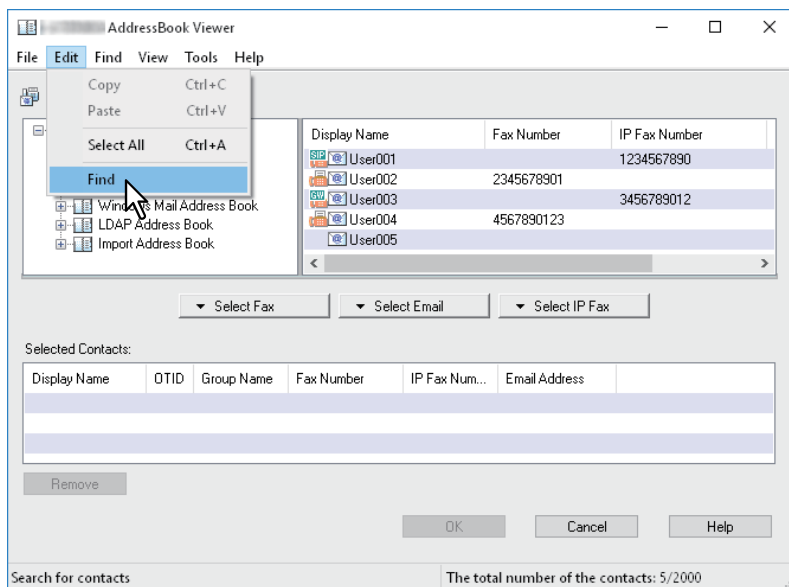 AddressBook Viewer
File Edit Find View Tools Help
Copy Ctrl+C
Paste Ctrl+V
Select All Ctrl+A
Find
Mail Address Book
LDAP Address Book
Import Address Book
Display Name Fax Number IP Fax Number
SIP User001 1234567890
User002 2345678901
GW User003 3456789012
User004 4567890123
User005
Select Fax Select Email Select IP Fax
Selected Contacts:
Display Name OTID Group Name Fax Number IP Fax Num... Email Address
Remove
OK Cancel Help
Search for contacts The total number of the contacts: 5/2000